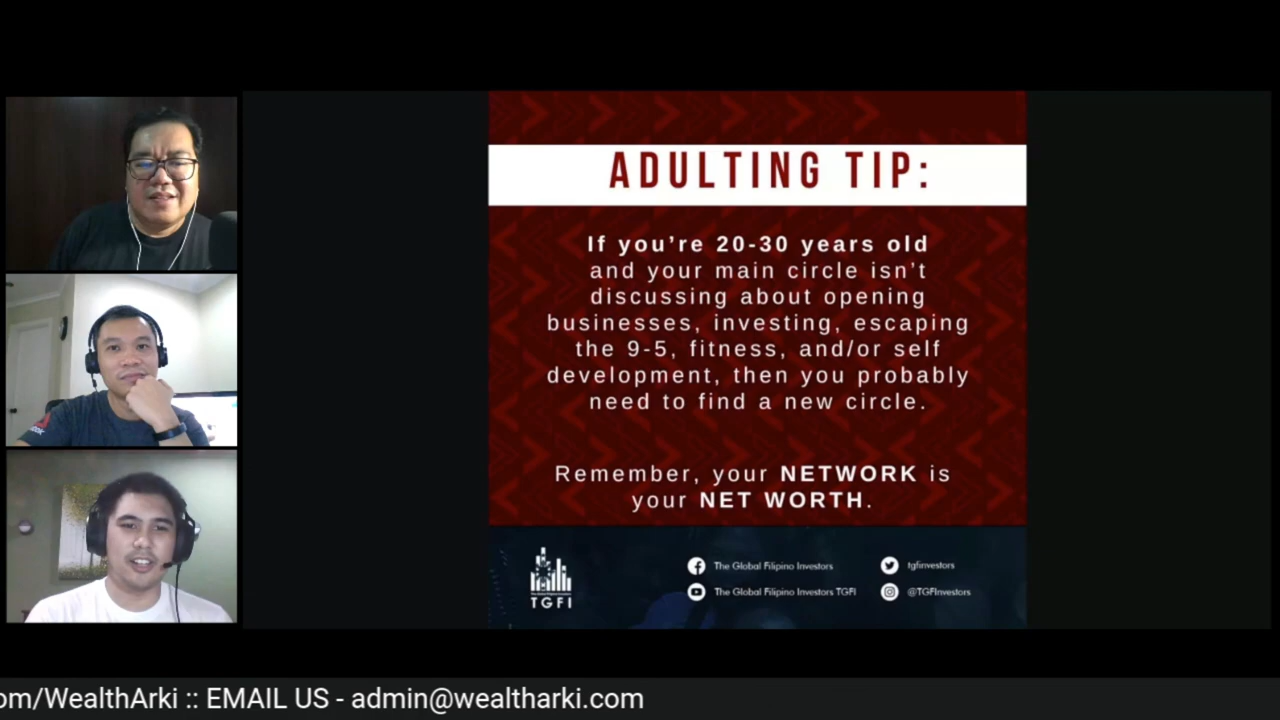 ADULTING TIP:
If you're 20-30 years old
and your main circle isn't
discussing about opening
businesses, investing, escaping
the 9-5, fitness, and/or self
development, then you probably
need to find a new circle.
Remember, your NETWORK is
your NET WORTH.
TGFI
The Global Filipino Investors
tgfinvestors
The Global Filipino Investors TGFI
@TGFInvestors
om/WealthArki :: EMAIL US - admin@wealtharki.com